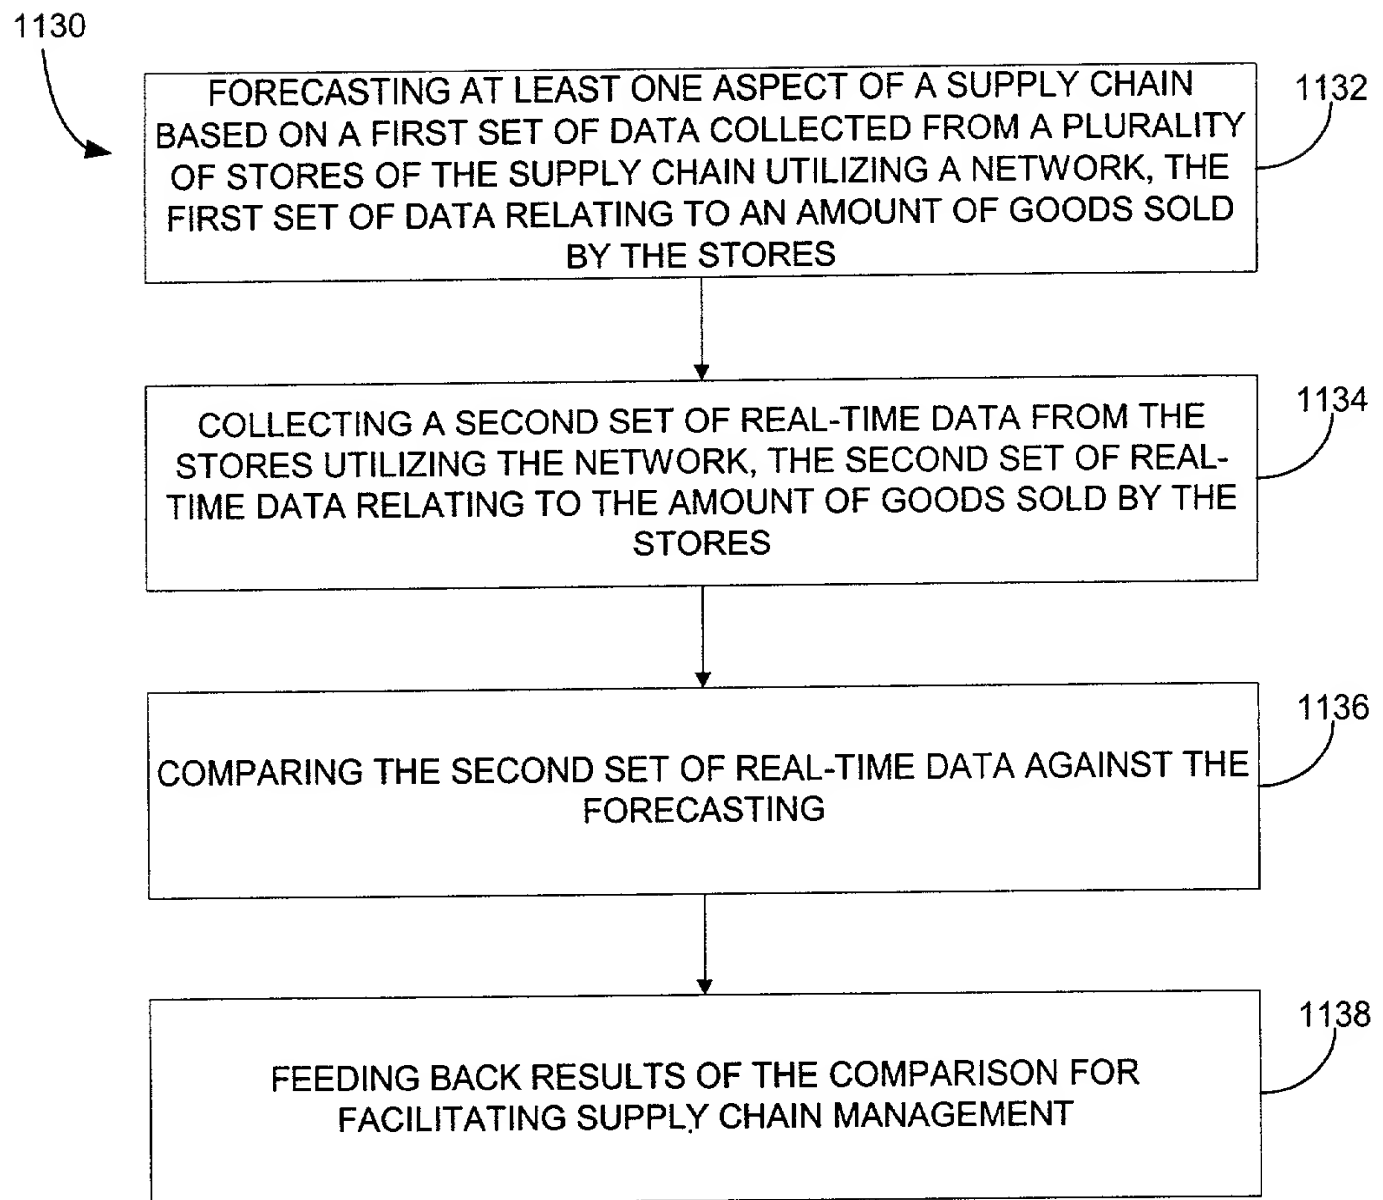 1130
FORECASTING AT LEAST ONE ASPECT OF A SUPPLY CHAIN
BASED ON A FIRST SET OF DATA COLLECTED FROM A PLURALITY
OF STORES OF THE SUPPLY CHAIN UTILIZING A NETWORK, THE
FIRST SET OF DATA RELATING TO AN AMOUNT OF GOODS SOLD
BY THE STORES
1132
COLLECTING A SECOND SET OF REAL-TIME DATA FROM THE
STORES UTILIZING THE NETWORK, THE SECOND SET OF REAL-
TIME DATA RELATING TO THE AMOUNT OF GOODS SOLD BY THE
STORES
1134
COMPARING THE SECOND SET OF REAL-TIME DATA AGAINST THE
FORECASTING
1136
FEEDING BACK RESULTS OF THE COMPARISON FOR
FACILITATING SUPPLY CHAIN MANAGEMENT
1138